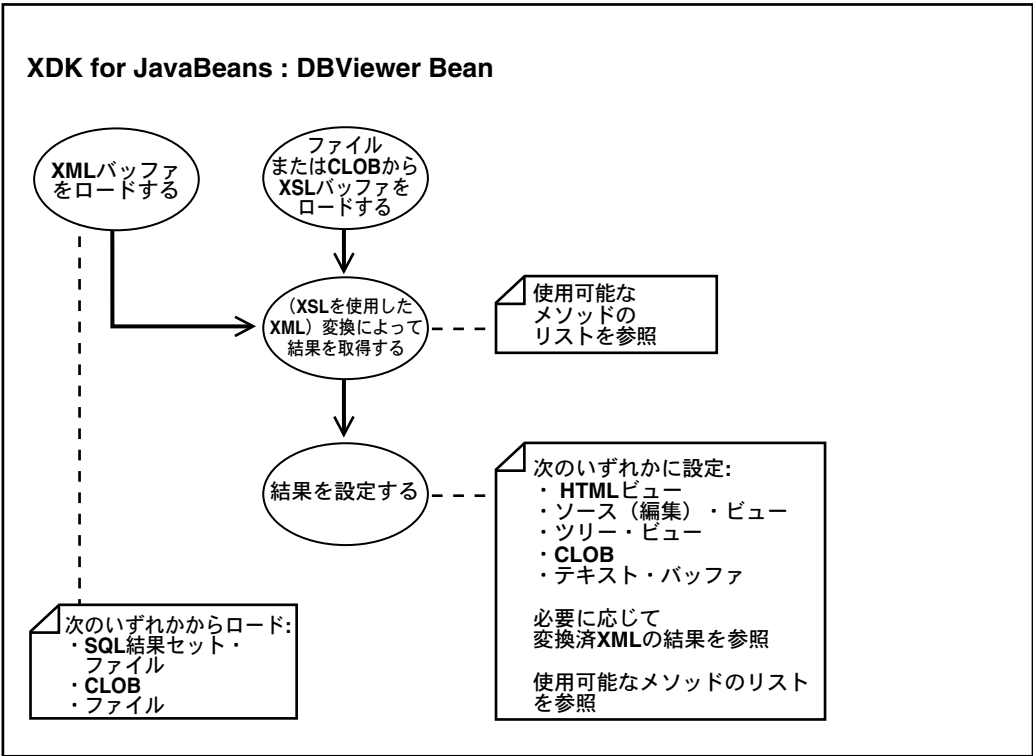 XDK for JavaBeans : DBViewer Bean
XMLバッファ
をロードする
ファイル
またはCLOBから
XSLバッファを
ロードする
（XSLを使用した
XML）変換によって
結果を取得する
使用可能な
メソッドの
リストを参照
結果を設定する
次のいずれかに設定:
・ HTMLビュー
・ソース（編集）・ビュー
・ツリー・ビュー
・CLOB
・テキスト・バッファ
必要に応じて
変換済XMLの結果を参照
使用可能なメソッドのリスト
を参照
次のいずれかからロード:
・SQL結果セット・
ファイル
・CLOB
・ファイル